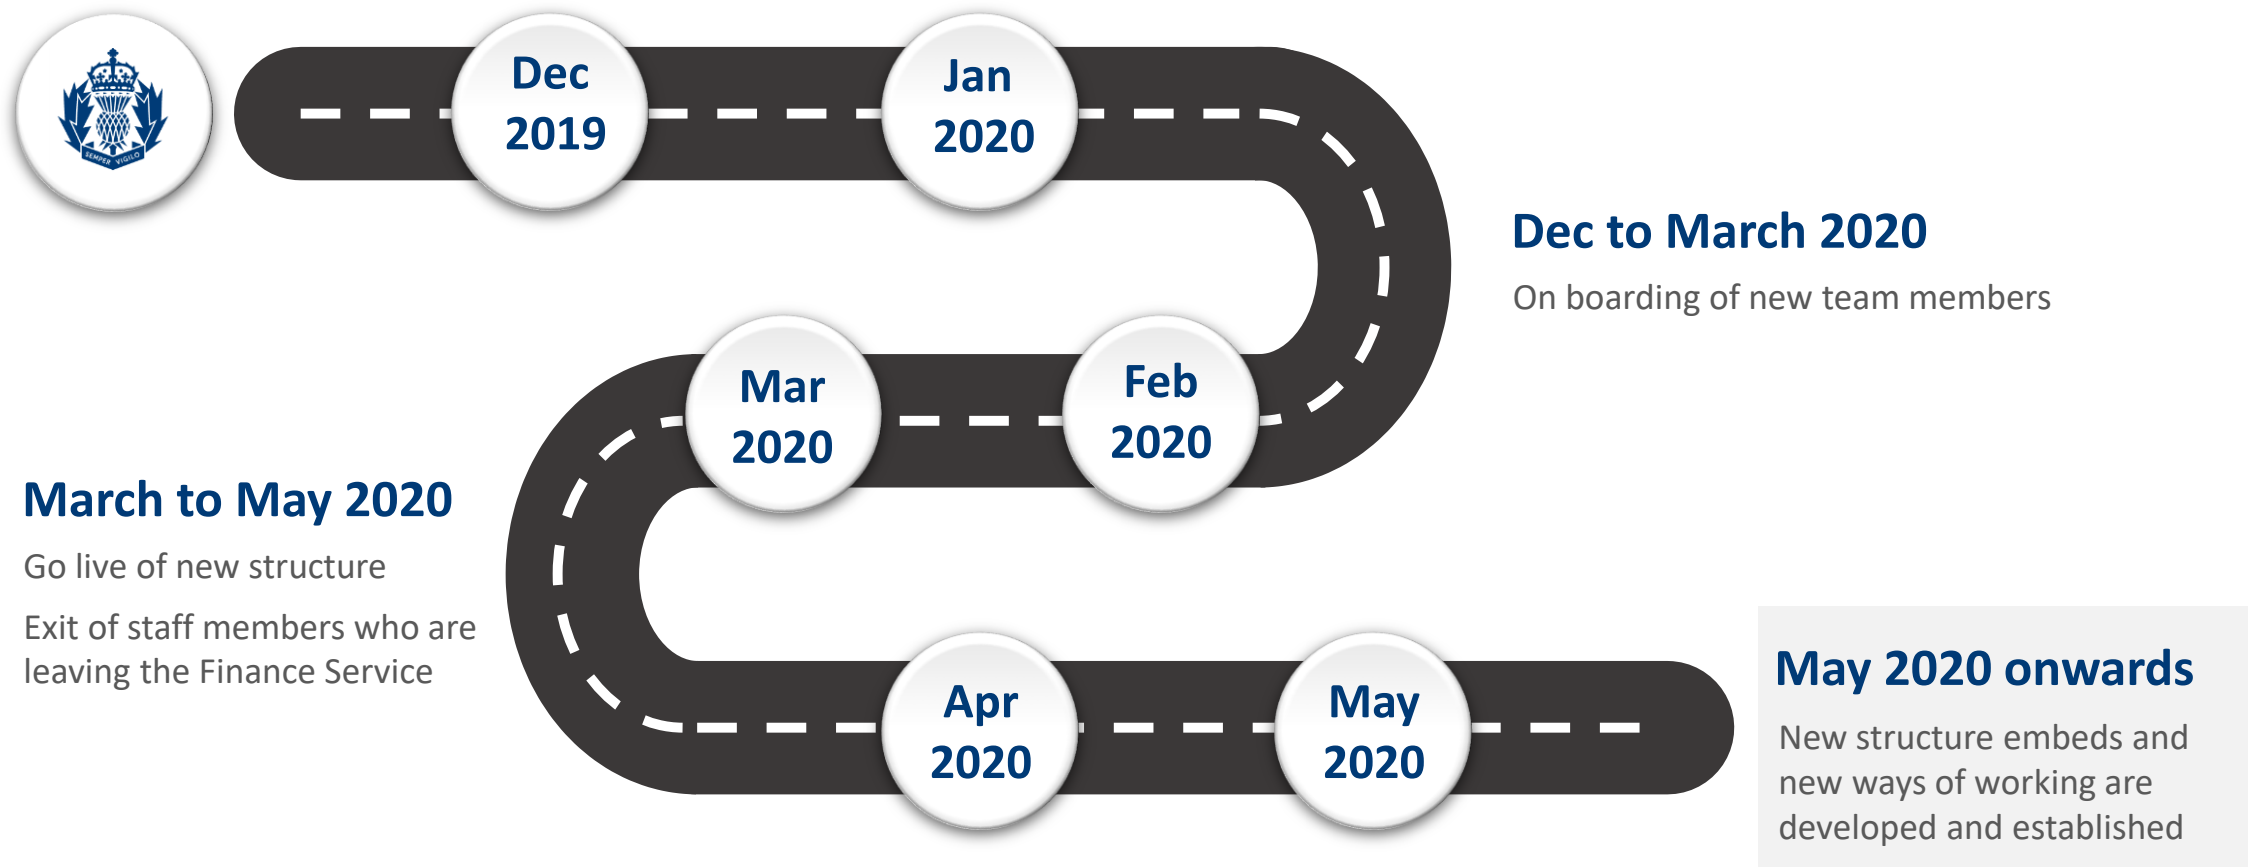 SEMPER VIGILO
Dec
2019
Jan
2020
Dec to March 2020
On boarding of new team members
Feb
2020
Mar
2020
March to May 2020
Go live of new structure
Exit of staff members who are
leaving the Finance Service
Apr
2020
May
2020
May 2020 onwards
New structure embeds and
new ways of working are
developed and established